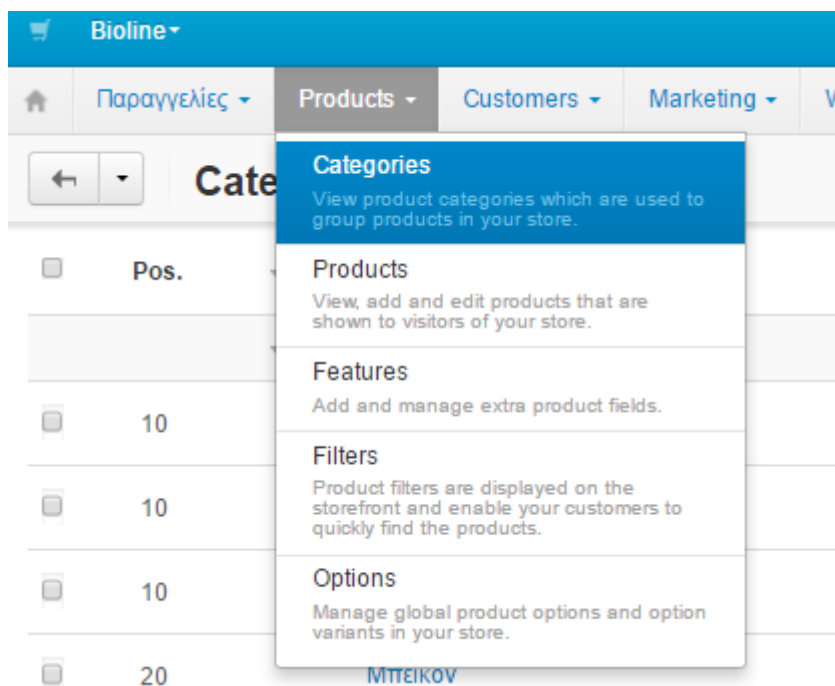 Bioline
Παραγγελίες
Products
Customers
Marketing
Cate
Categories
View product categories which are used to
group products in your store.
Pos.
Products
View, add and edit products that are
shown to visitors of your store.
Features
Add and manage extra product fields.
10
Filters
Product filters are displayed on the
storefront and enable your customers to
quickly find the products.
10
Options
Manage global product options and option
variants in your store.
10
20
Μπέικον